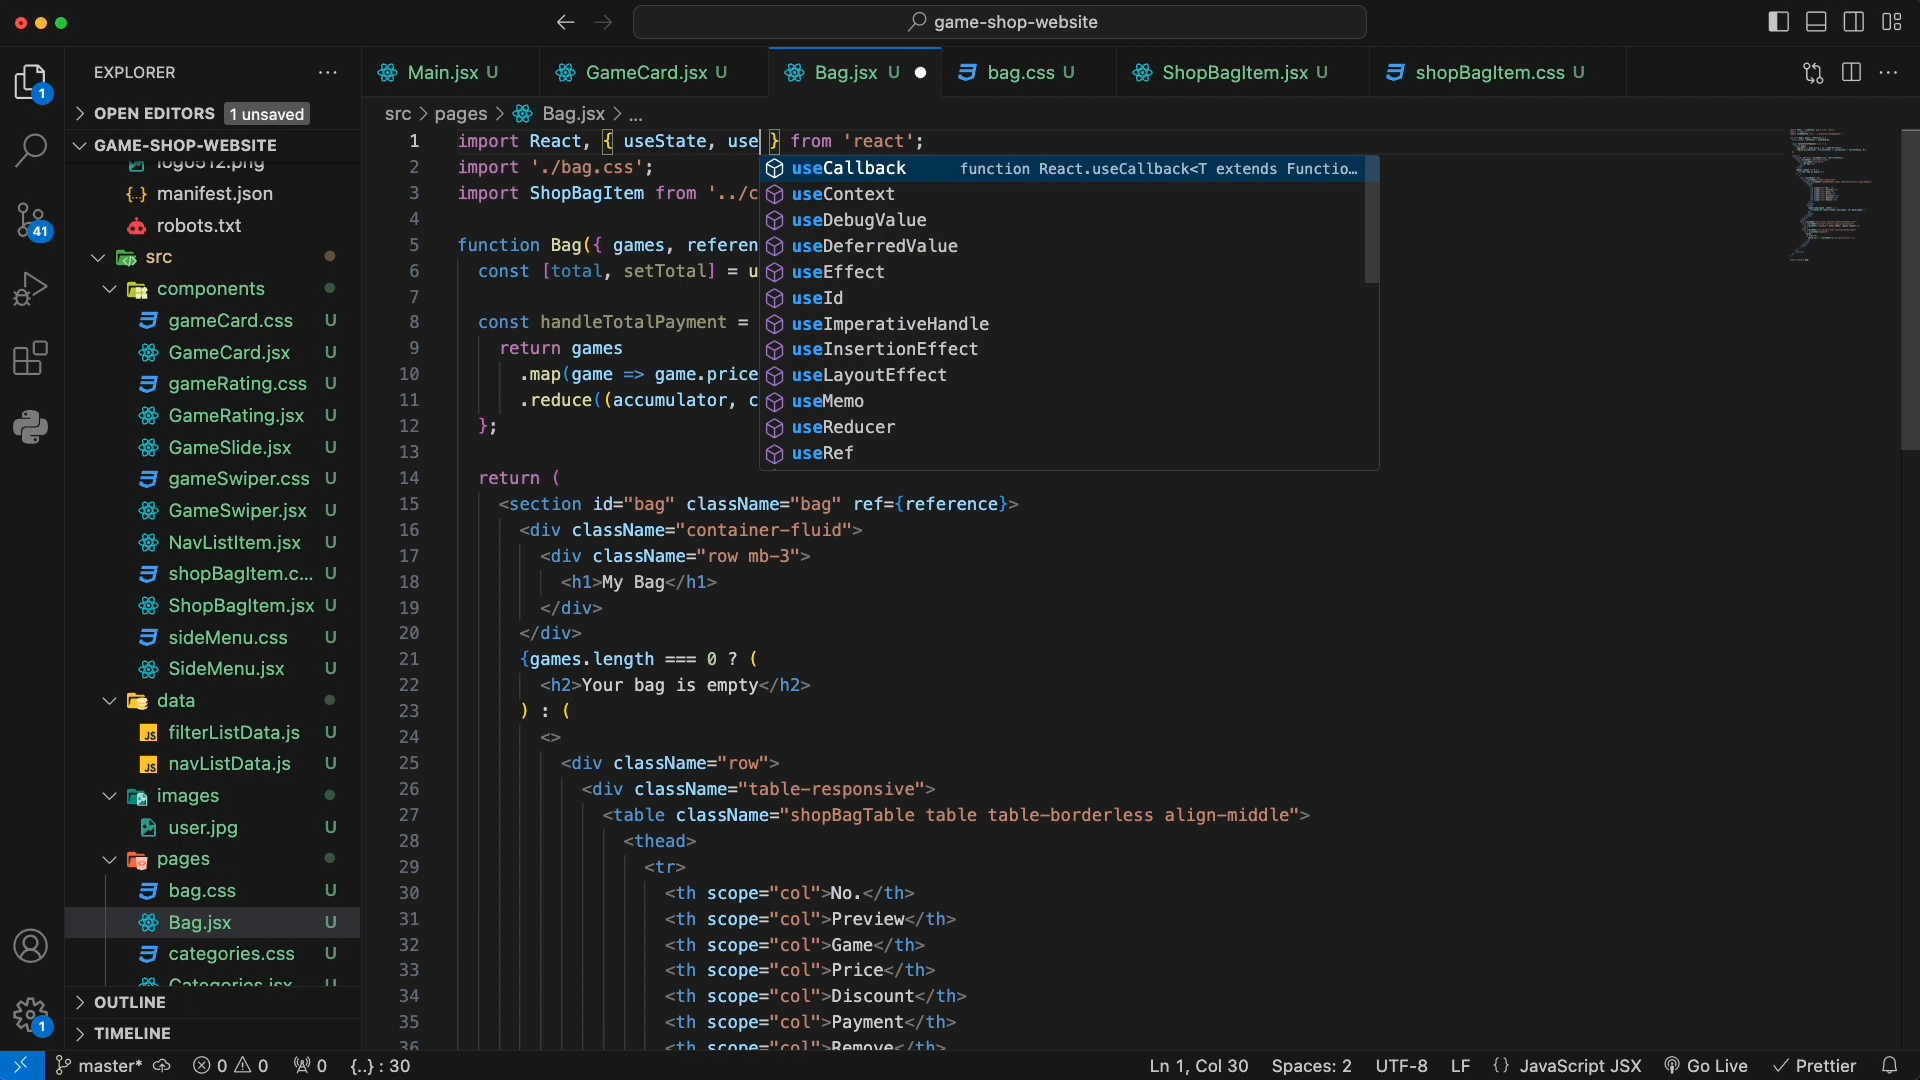 game-shop-website
EXPLORER
OPEN EDITORS 1 unsaved
GAME-SHOP-WEBSITE
logo512.png
manifest.json
robots.txt
src
components
gameCard.css U
GameCard.jsx U
gameRating.css U
GameRating.jsx U
GameSlide.jsx U
gameSwiper.css U
GameSwiper.jsx U
NavListItem.jsx U
shopBagItem.c... U
ShopBagItem.jsx U
sideMenu.css U
SideMenu.jsx U
data
filterListData.js U
navListData.js U
images
user.jpg U
pages
bag.css U
Bag.jsx U
categories.css U
Categories.jsx
OUTLINE
TIMELINE
1
41
1
Main.jsx U GameCard.jsx U Bag.jsx U bag.css U ShopBagItem.jsx U shopBagItem.css U
src > pages > Bag.jsx > ...
1 import React, { useState, use } from 'react';
2 import './bag.css';
3 import ShopBagItem from '../c
4
5 function Bag({ games, referen
6 const [total, setTotal] = u
7
8 const handleTotalPayment =
9 return games
10 .map(game => game.price
11 .reduce((accumulator, c
12 };
13
14 return (
15 <section id="bag" className="bag" ref={reference}>
16 <div className="container-fluid">
17 <div className="row mb-3">
18 <h1>My Bag</h1>
19 </div>
20 </div>
21 {games.length === 0 ? (
22 <h2>Your bag is empty</h2>
23 ) : (
24 <>
25 <div className="row">
26 <div className="table-responsive">
27 <table className="shopBagTable table table-borderless align-middle">
28 <thead>
29 <tr>
30 <th scope="col">No.</th>
31 <th scope="col">Preview</th>
32 <th scope="col">Game</th>
33 <th scope="col">Price</th>
34 <th scope="col">Discount</th>
35 <th scope="col">Payment</th>
36 <th scope="col">Remove</th>
useCallback function React.useCallback<T extends Functio...
useContext
useDebugValue
useDeferredValue
useEffect
useId
useImperativeHandle
useInsertionEffect
useLayoutEffect
useMemo
useReducer
useRef
master* 0 0 0 {..} : 30 Ln 1, Col 30 Spaces: 2 UTF-8 LF {} JavaScript JSX Go Live Prettier